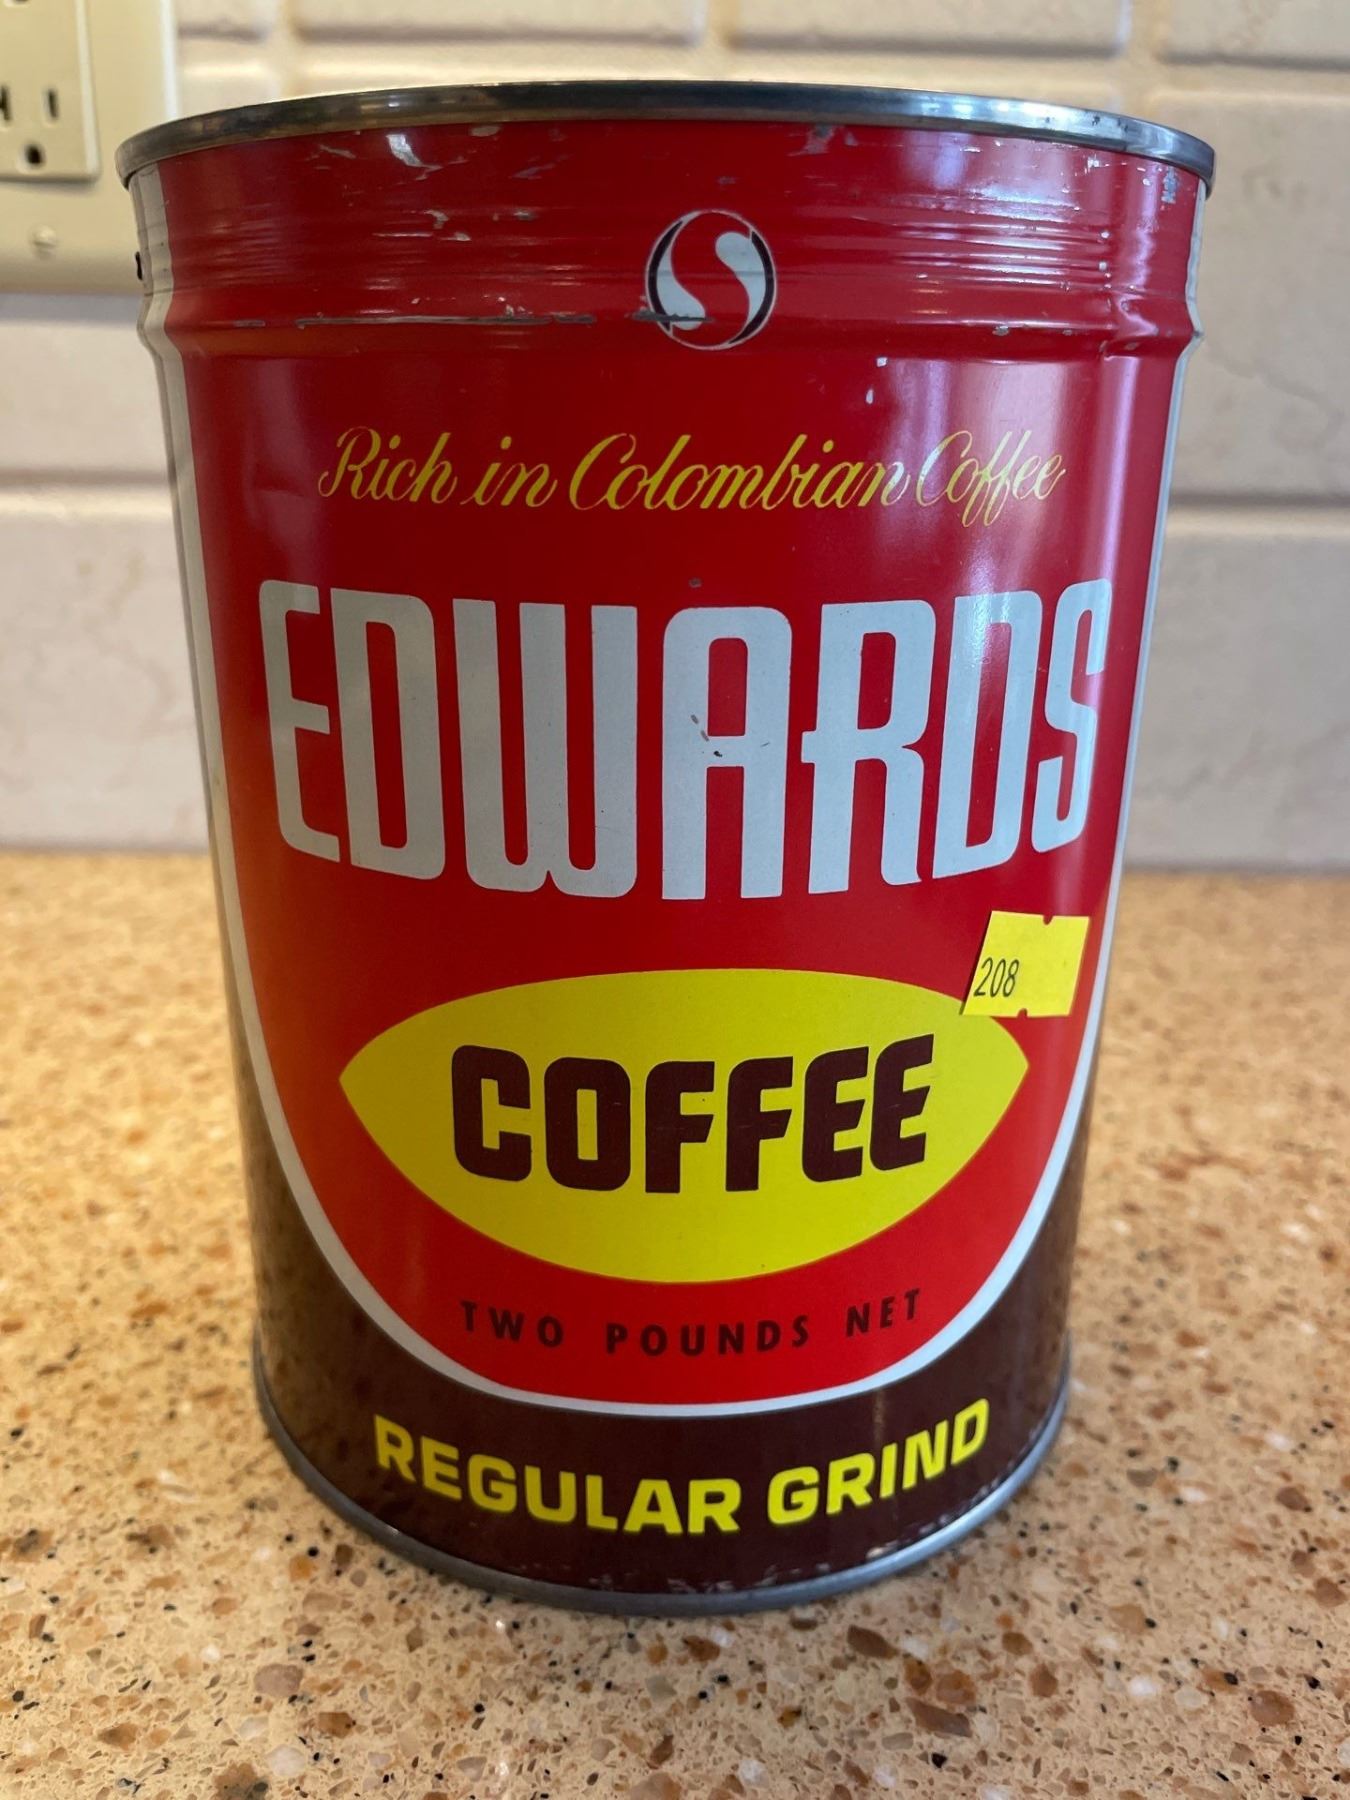 S
Rich in Colombian Coffee
EDWARDS
208
COFFEE
TWO POUNDS NET
REGULAR GRIND